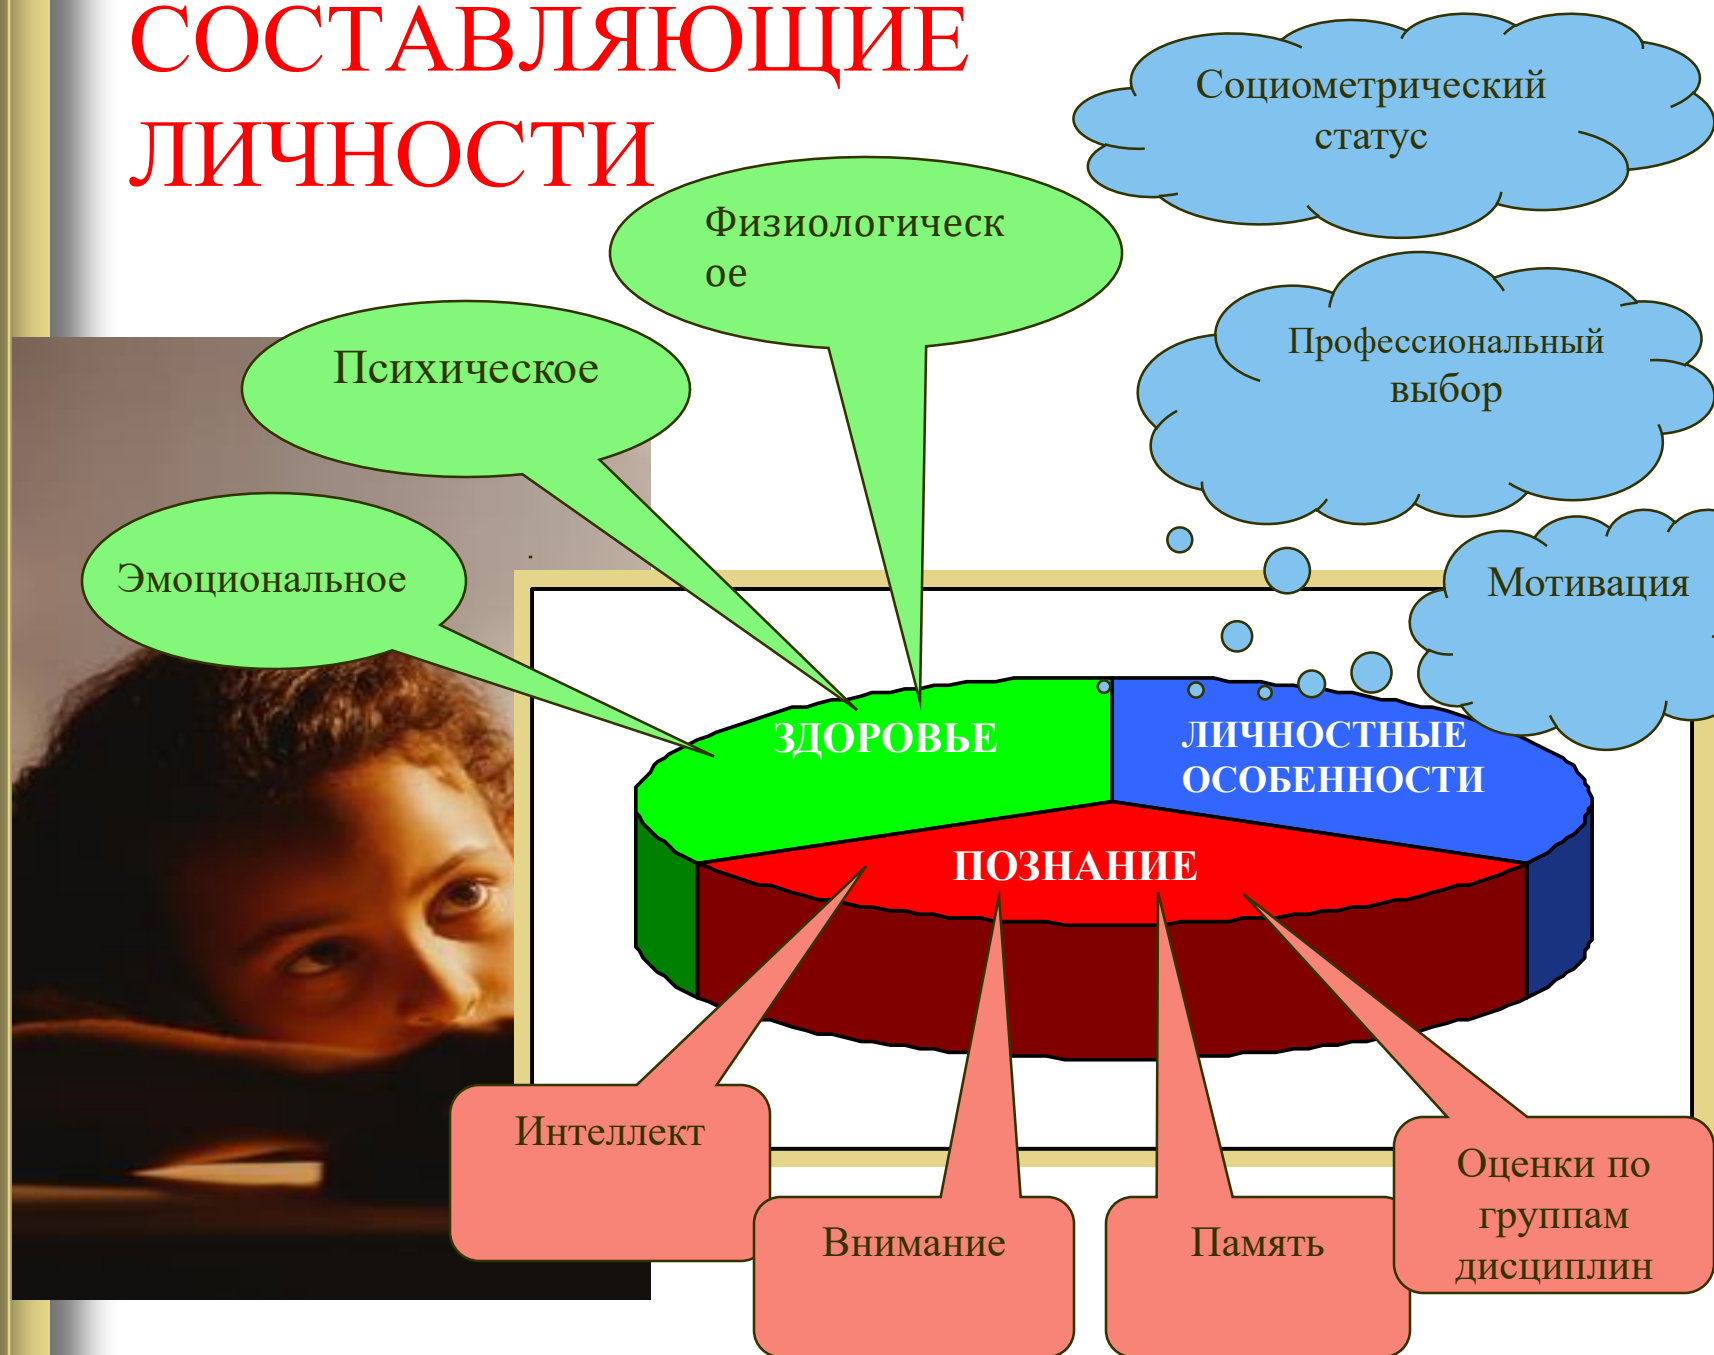 СОСТАВЛЯЮЩИЕ
ЛИЧНОСТИ
Социометрический
статус
Физиологическ
ое
Профессиональный
выбор
Психическое
Эмоциональное
Мотивация
ЗДОРОВЬЕ
ЛИЧНОСТНЫЕ
ОСОБЕННОСТИ
ПОЗНАНИЕ
Интеллект
Внимание
Память
Оценки по
группам
дисциплин